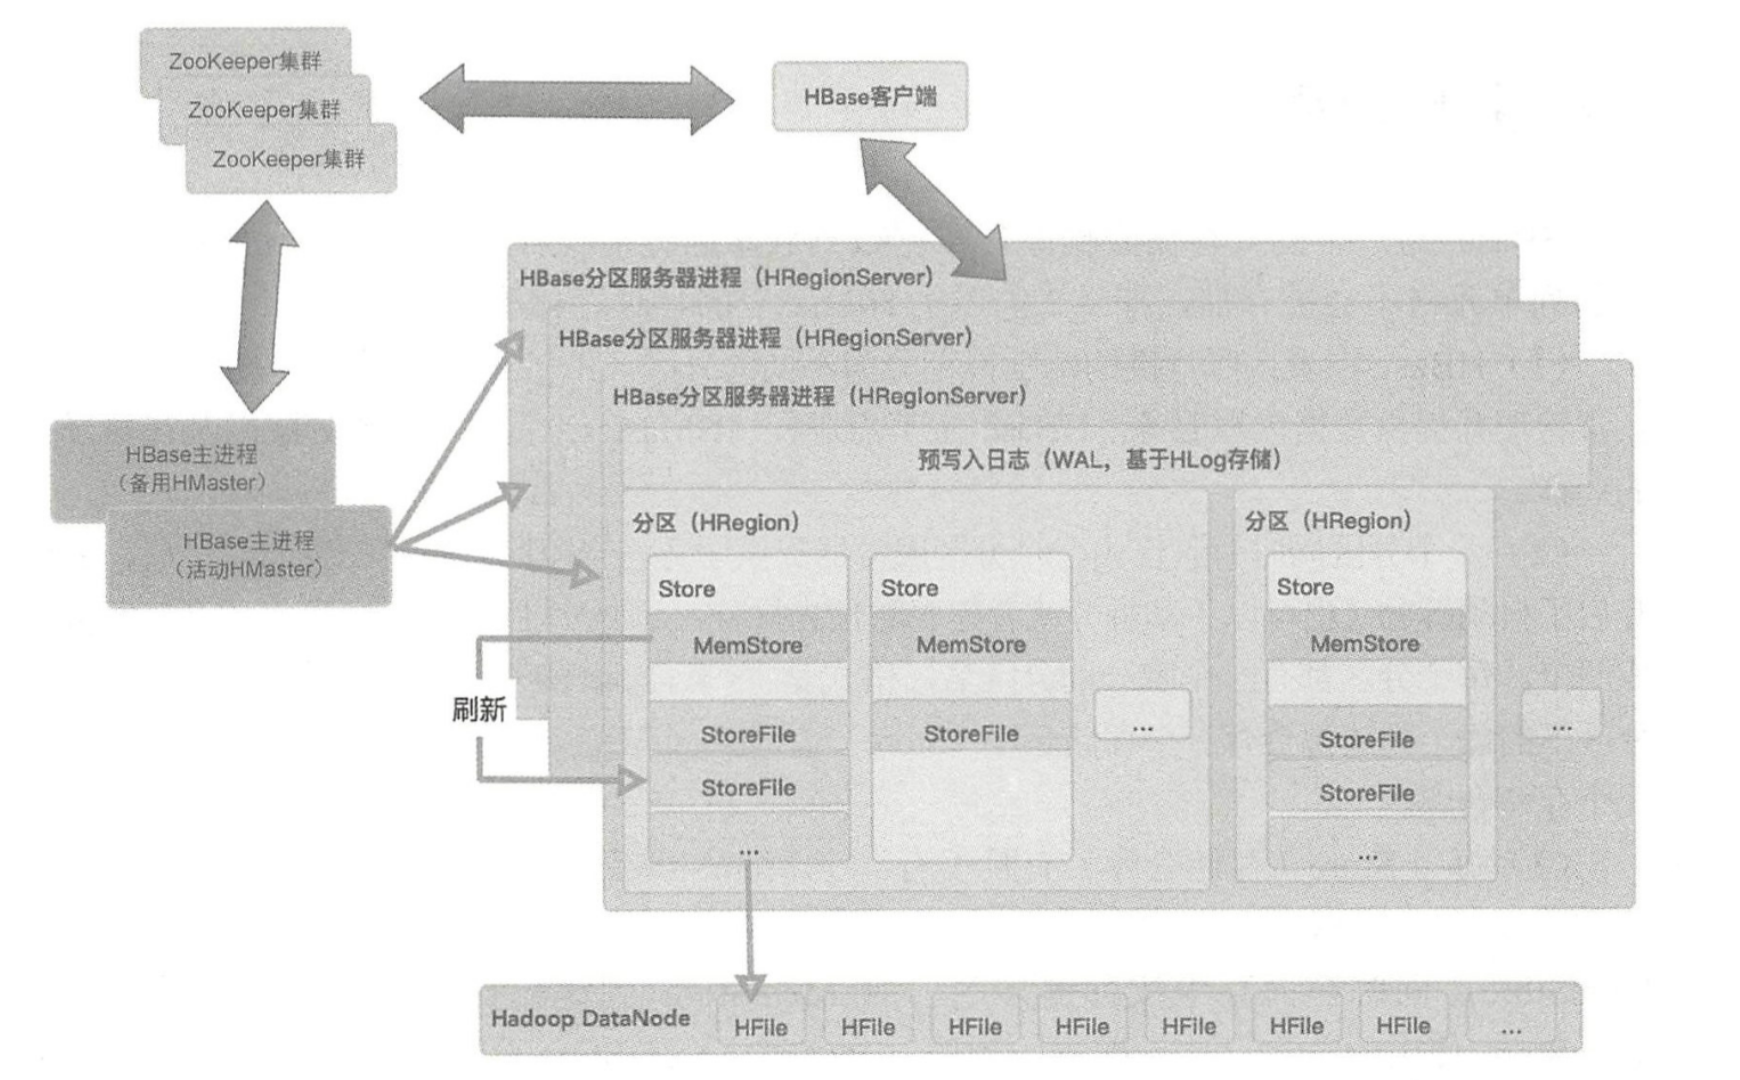 ZooKeeper集群
ZooKeeper集群
ZooKeeper集群
HBase客户端
HBase分区服务器进程（HRegionServer）
HBase分区服务器进程（HRegionServer）
HBase分区服务器进程（HRegionServer）
HBase主进程
（备用HMaster）
HBase主进程
（活动HMaster）
预写入日志（WAL，基于HLog存储）
分区（HRegion）
Store
MemStore
StoreFile
StoreFile
...
Store
MemStore
StoreFile
...
分区（HRegion）
Store
MemStore
StoreFile
StoreFile
...
...
刷新
Hadoop DataNode
HFile
HFile
HFile
HFile
HFile
HFile
HFile
...